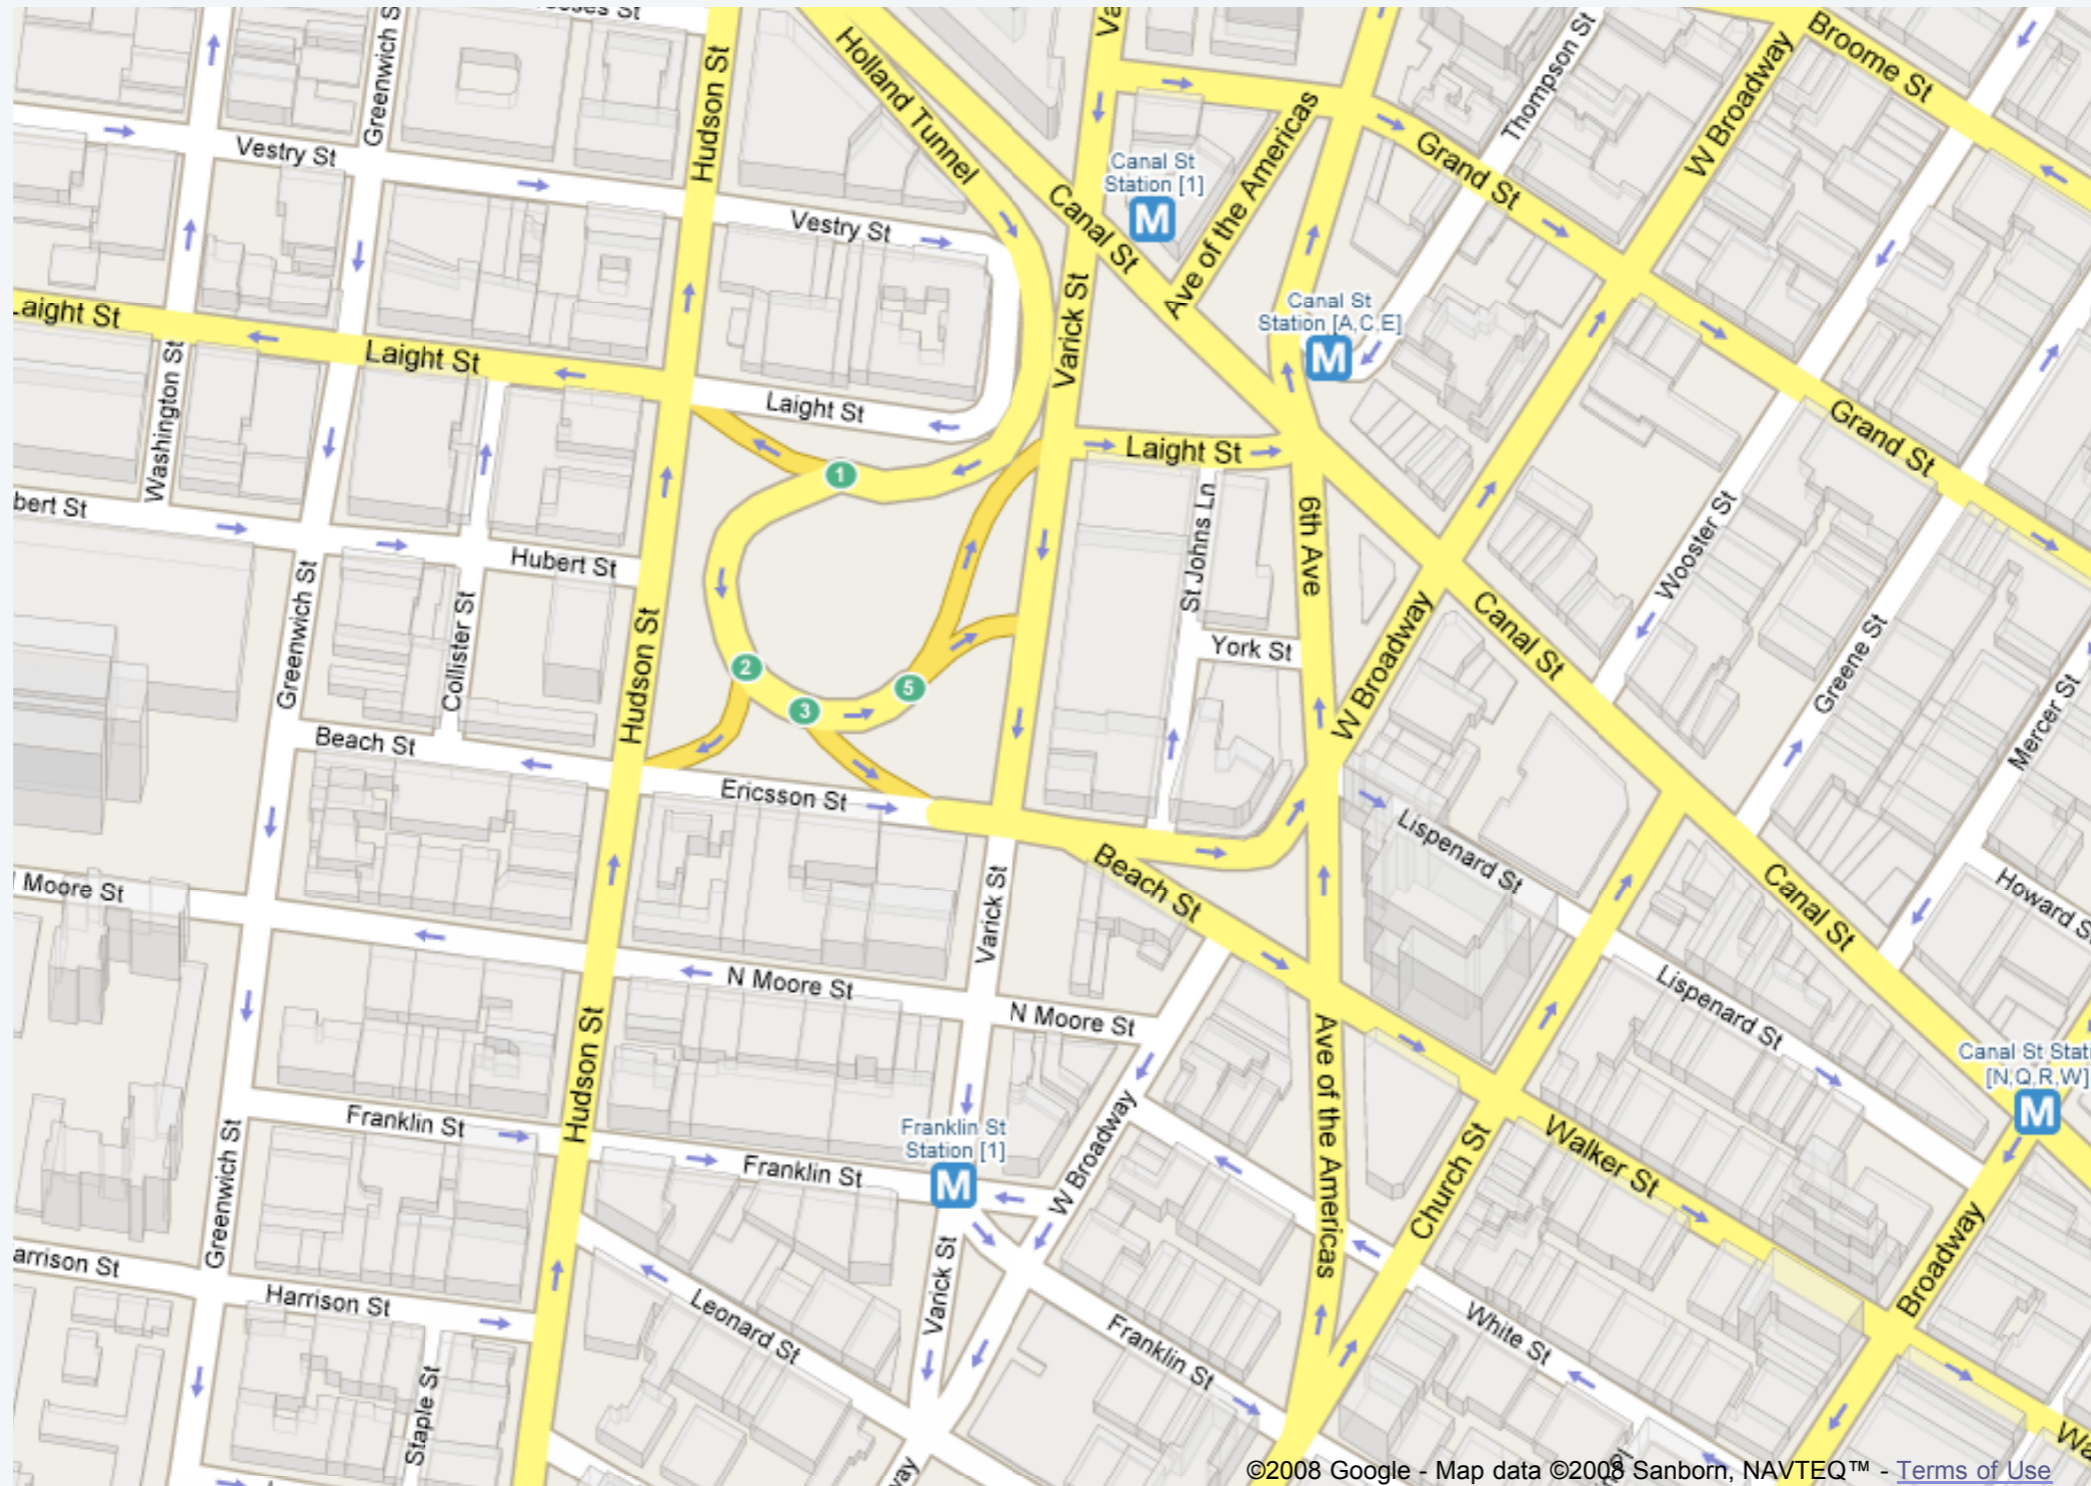 Hudson St
Greenwich St
Holland Tunnel
Thompson St
W Broadway
Broome St
Vestry St
Vestry St
Canal St
Station [1]
M
Ave of the Americas
Grand St
Canal St
Varick St
Canal St
Station [A,C,E]
M
Laight St
Laight St
Laight St
Laight St
Washington St
Grand St
1
Hubert St
6th Ave
St Johns Ln
Wooster St
Greenwich St
Collister St
Hudson St
York St
W Broadway
Canal St
Greene St
Mercer St
2
3
5
Beach St
Ericsson St
Beach St
Lispenard St
Canal St
Howard S
Moore St
Varick St
N Moore St
N Moore St
Lispenard St
Hudson St
Ave of the Americas
Canal St Stati
[N,Q,R,W]
M
Franklin St
Franklin St
Station [1]
M
Franklin St
W Broadway
Church St
Walker St
Greenwich St
Harrison St
arrison St
Varick St
Leonard St
Franklin St
White St
Broadway
Staple St
Wa
way
©2008 Google - Map data ©2008 Sanborn, NAVTEQ™ - Terms of Use